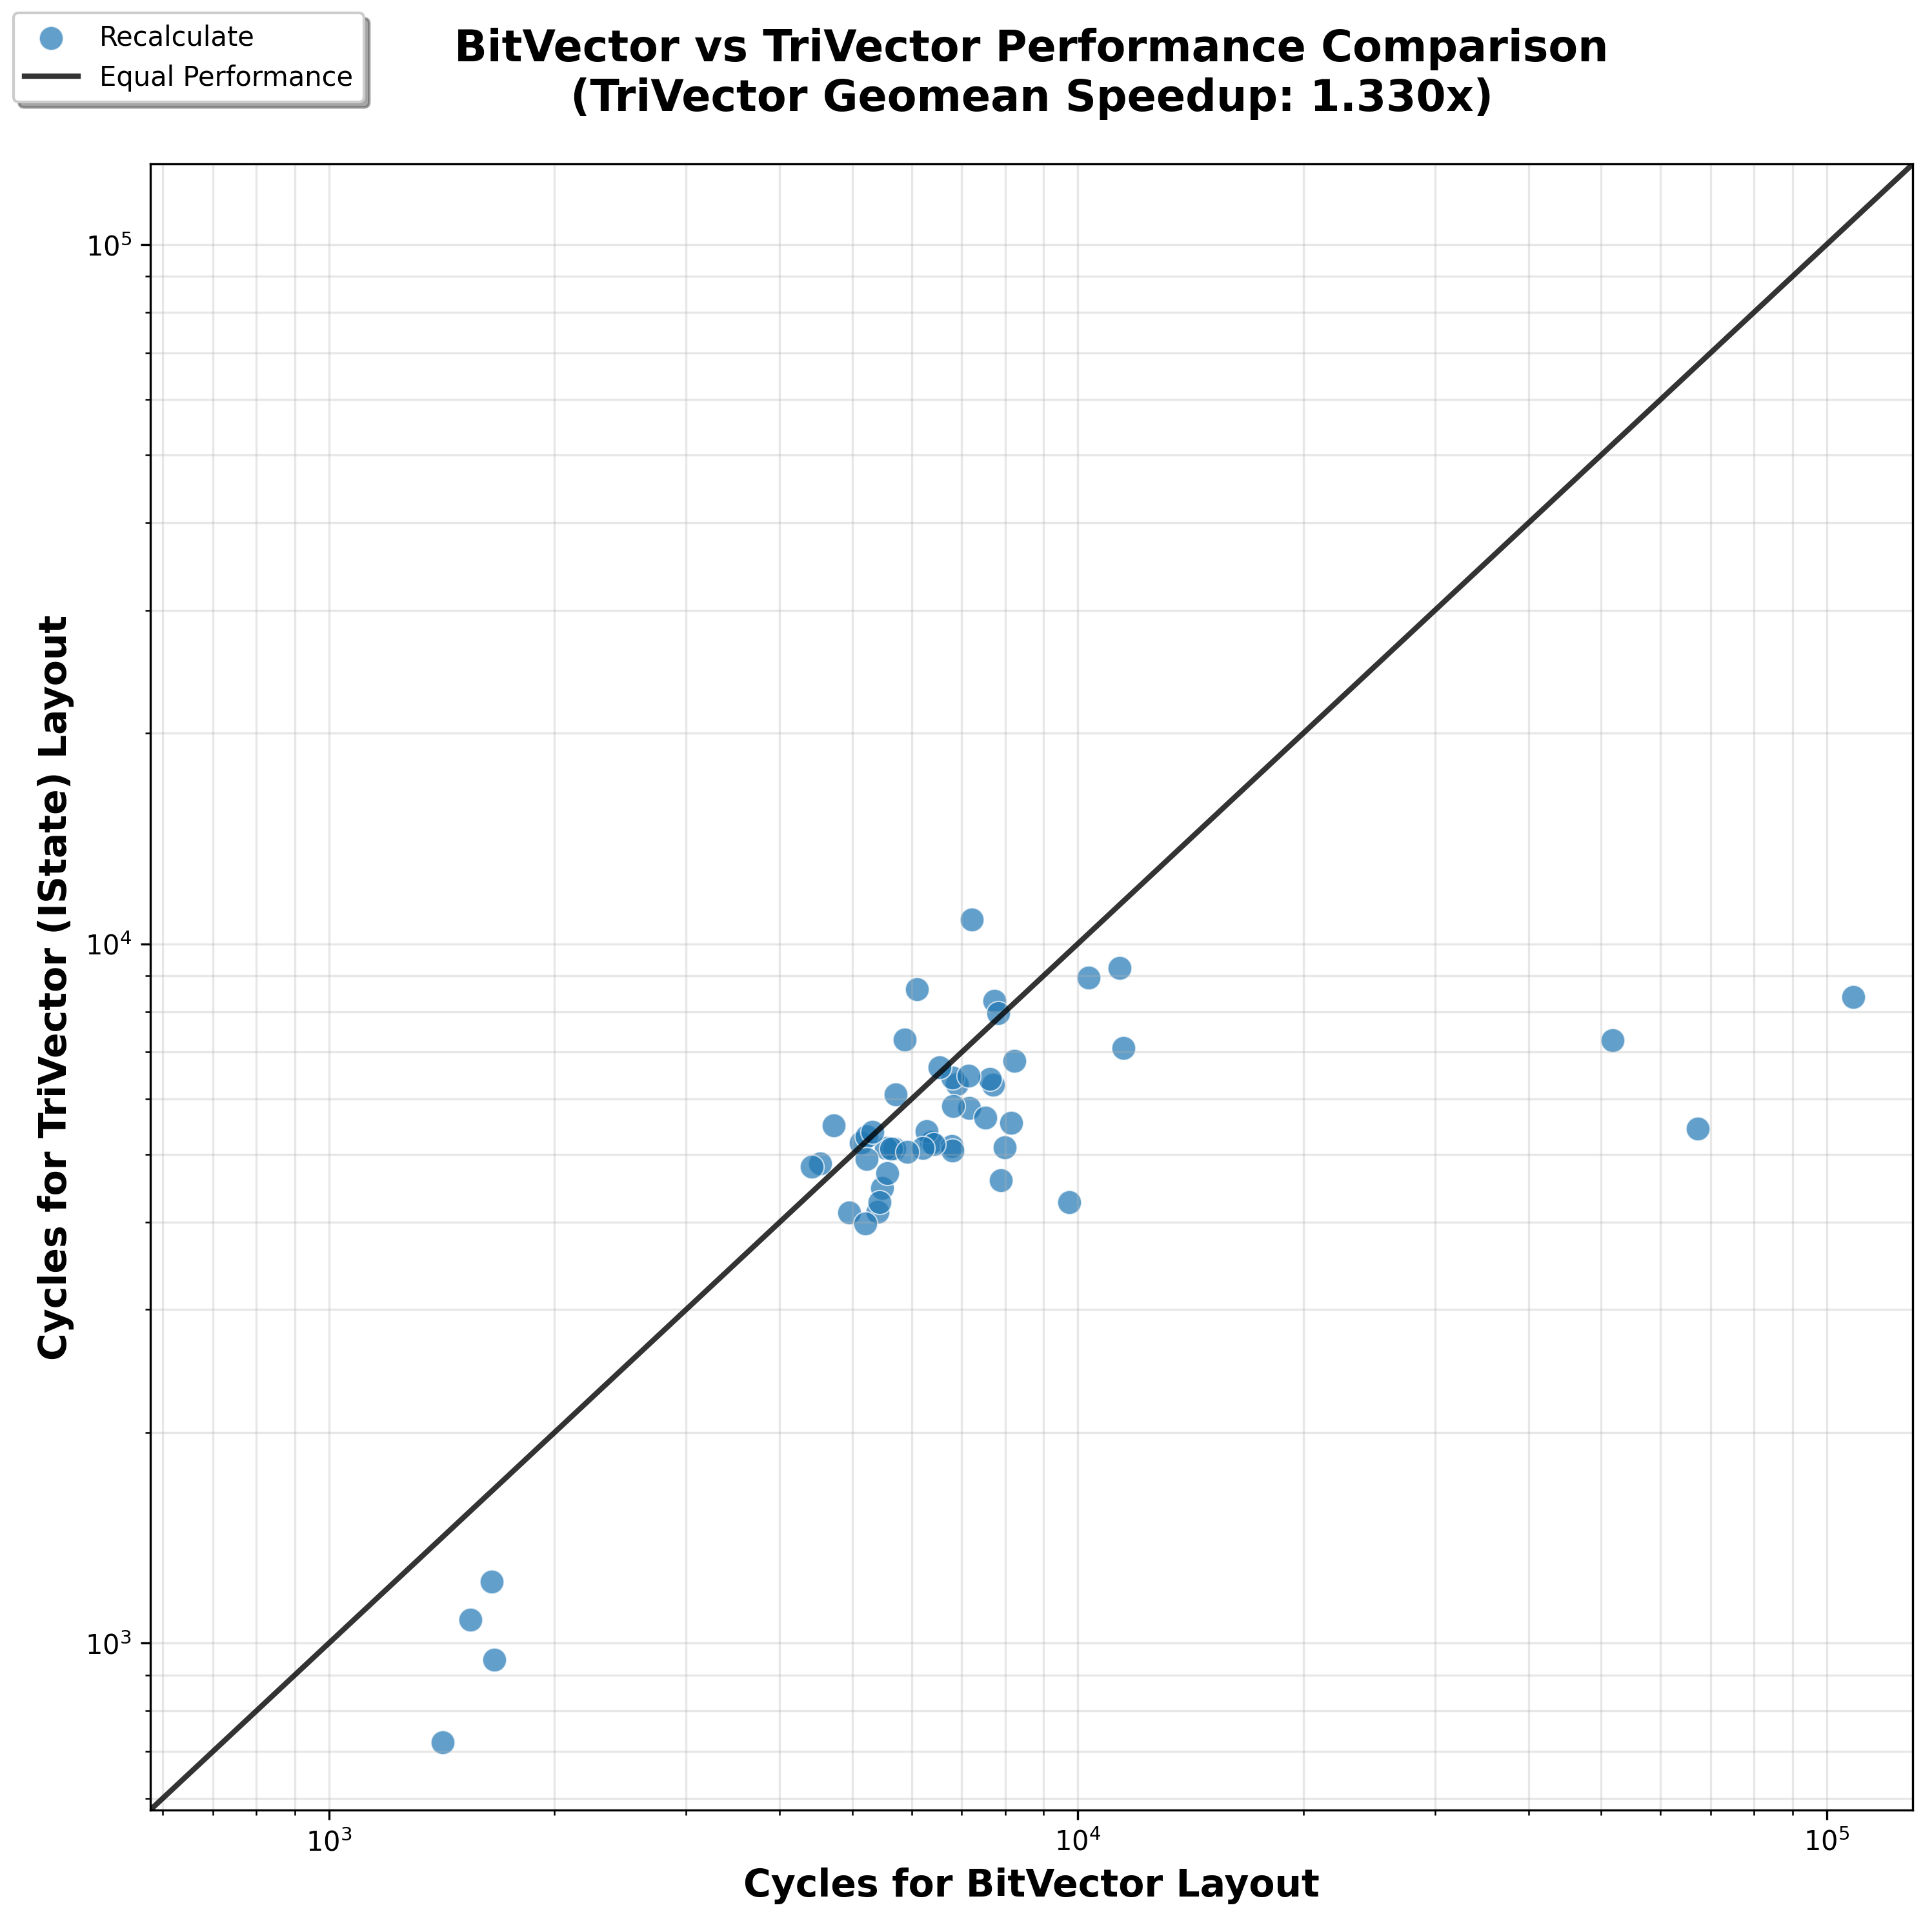 Recalculate
Equal Performance
BitVector vs TriVector Performance Comparison
(TriVector Geomean Speedup: 1.330x)
Cycles for TriVector (IState) Layout
10⁵
10⁴
10³
10³
10⁴
10⁵
Cycles for BitVector Layout